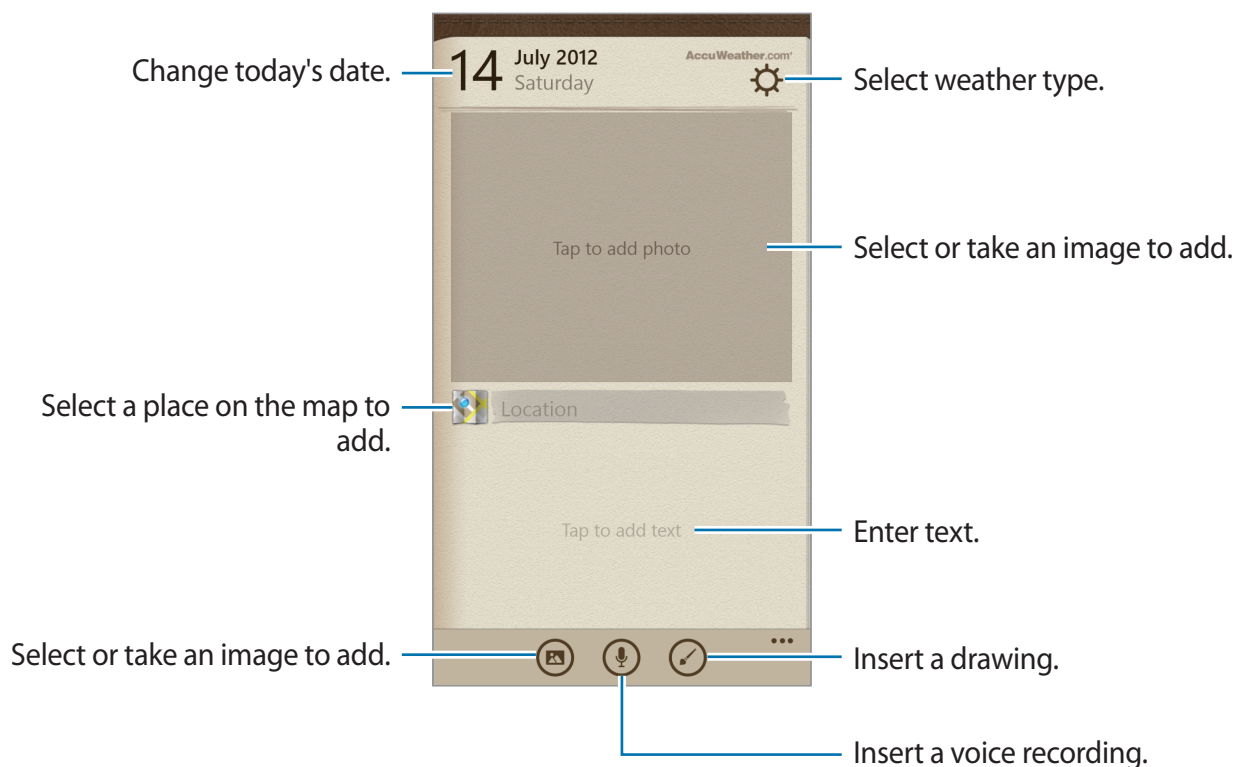 Change today's date.
14
July 2012
Saturday
AccuWeather.com®
Select weather type.
Tap to add photo
Select or take an image to add.
Select a place on the map to
add.
Location
Tap to add text
Enter text.
Select or take an image to add.
Insert a drawing.
Insert a voice recording.